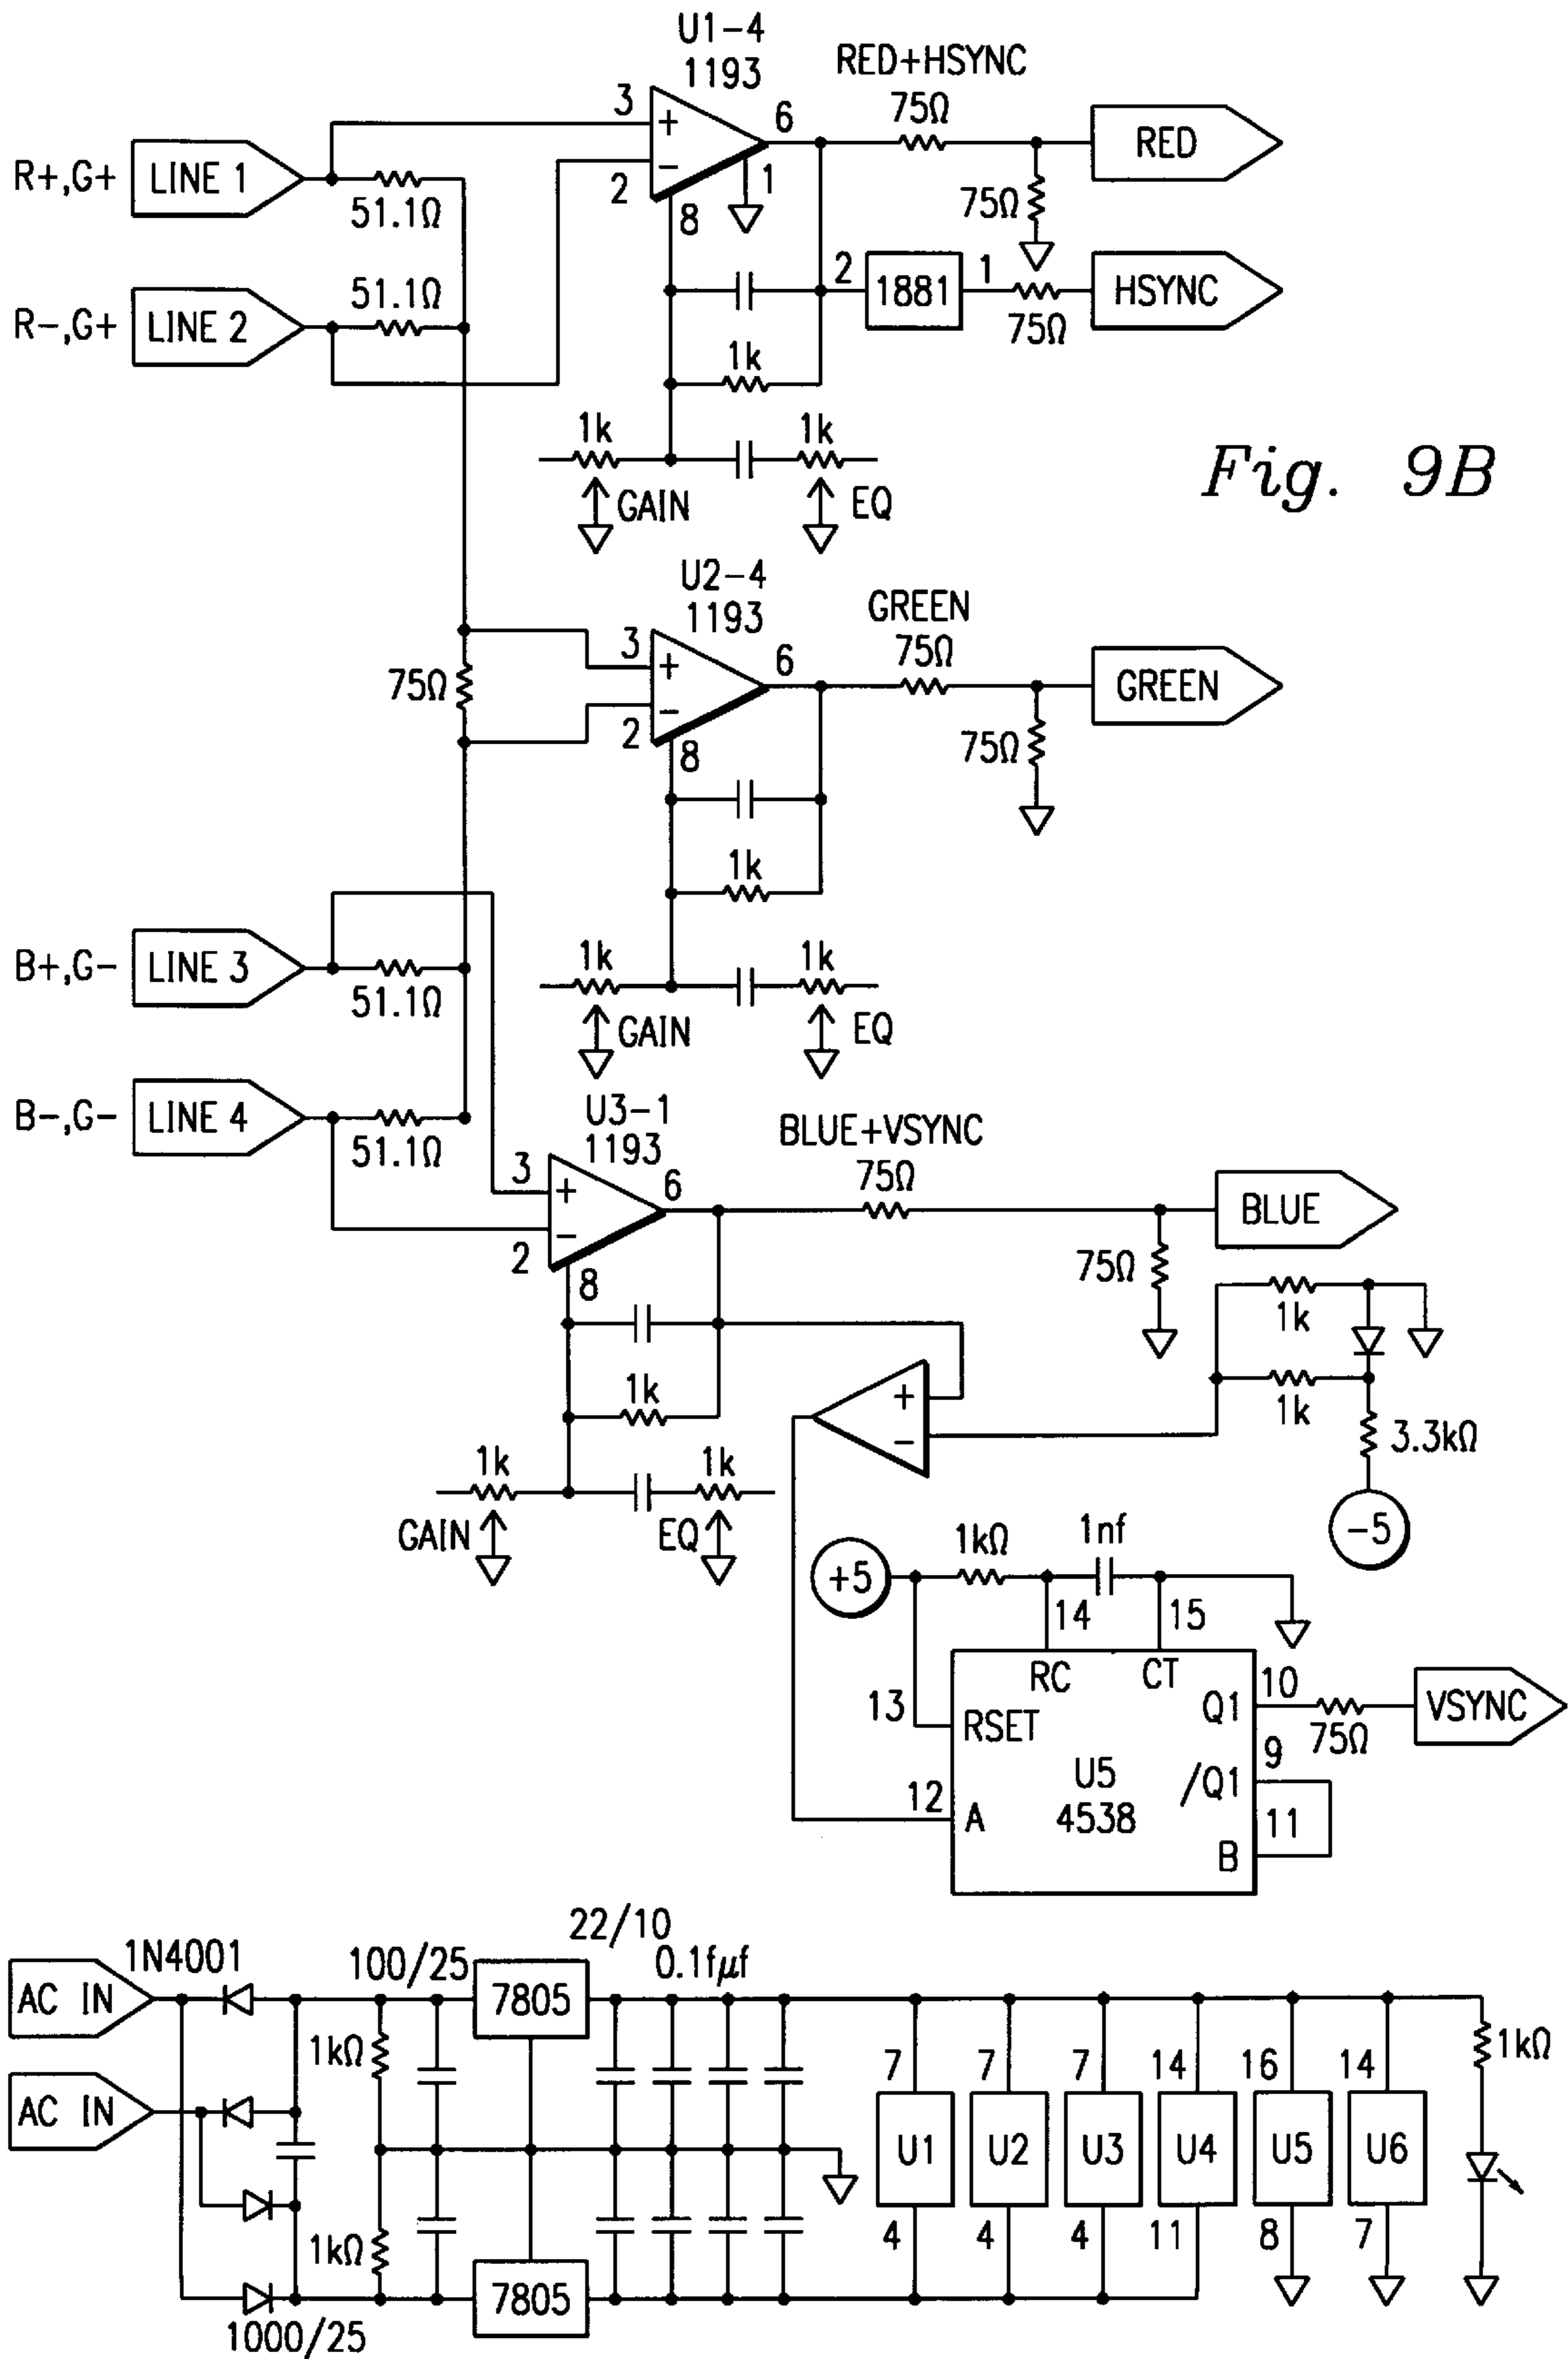 U1-4
1193
RED+HSYNC
75Ω
3
6
RED
R+,G+
LINE 1
51.1Ω
+
−
2
1
8
75Ω
51.1Ω
2
1881
1
HSYNC
75Ω
R−,G+
LINE 2
1k
1k
1k
GAIN
EQ
Fig. 9B
U2-4
1193
GREEN
75Ω
3
6
GREEN
75Ω
+
−
2
8
75Ω
1k
B+,G−
LINE 3
51.1Ω
1k
1k
GAIN
EQ
B−,G−
LINE 4
51.1Ω
U3-1
1193
BLUE+VSYNC
75Ω
3
6
BLUE
+
−
2
8
75Ω
1k
1k
1k
+
−
3.3kΩ
1k
1k
GAIN
EQ
−5
+5
1kΩ
1nf
14
15
RC
CT
13
RSET
Q1
10
75Ω
VSYNC
9
U5
/Q1
12
A
4538
11
B
22/10
1N4001
100/25
0.1fμf
AC IN
7805
1kΩ
1kΩ
7
7
7
14
16
14
AC IN
U1
U2
U3
U4
U5
U6
1kΩ
4
4
4
11
8
7
7805
1000/25